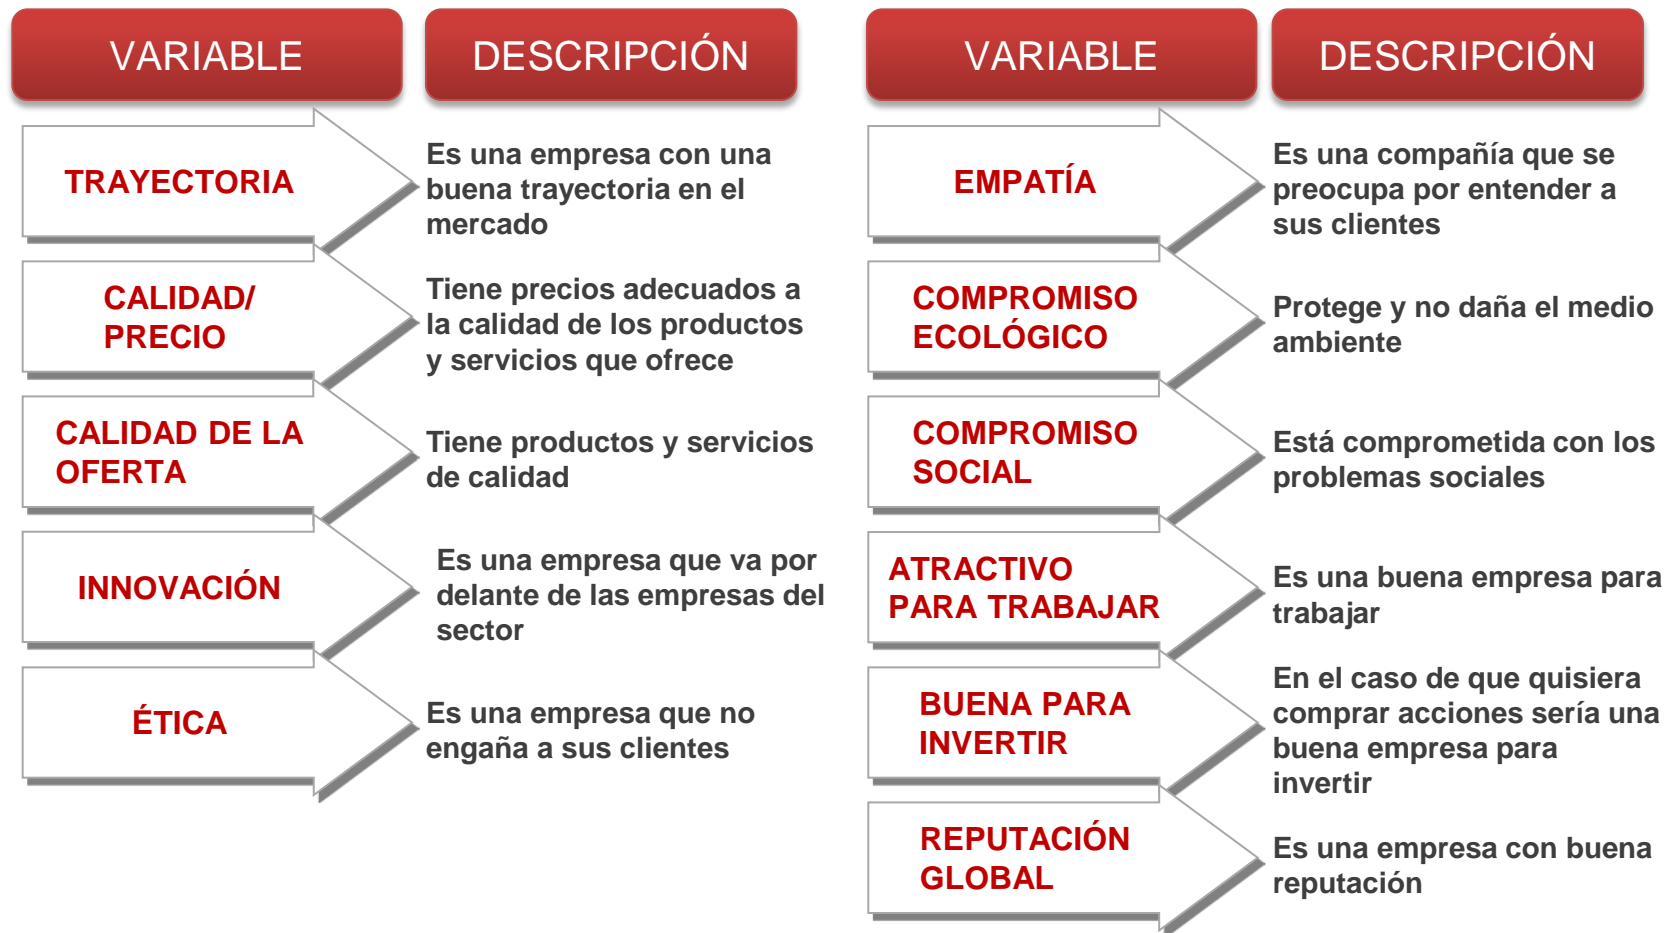 VARIABLE
DESCRIPCIÓN
TRAYECTORIA
Es una empresa con una
buena trayectoria en el
mercado
CALIDAD/
PRECIO
Tiene precios adecuados a
la calidad de los productos
y servicios que ofrece
CALIDAD DE LA
OFERTA
Tiene productos y servicios
de calidad
INNOVACIÓN
Es una empresa que va por
delante de las empresas del
sector
ÉTICA
Es una empresa que no
engaña a sus clientes
VARIABLE
DESCRIPCIÓN
EMPATÍA
Es una compañía que se
preocupa por entender a
sus clientes
COMPROMISO
ECOLÓGICO
Protege y no daña el medio
ambiente
COMPROMISO
SOCIAL
Está comprometida con los
problemas sociales
ATRACTIVO
PARA TRABAJAR
Es una buena empresa para
trabajar
BUENA PARA
INVERTIR
En el caso de que quisiera
comprar acciones sería una
buena empresa para
invertir
REPUTACIÓN
GLOBAL
Es una empresa con buena
reputación